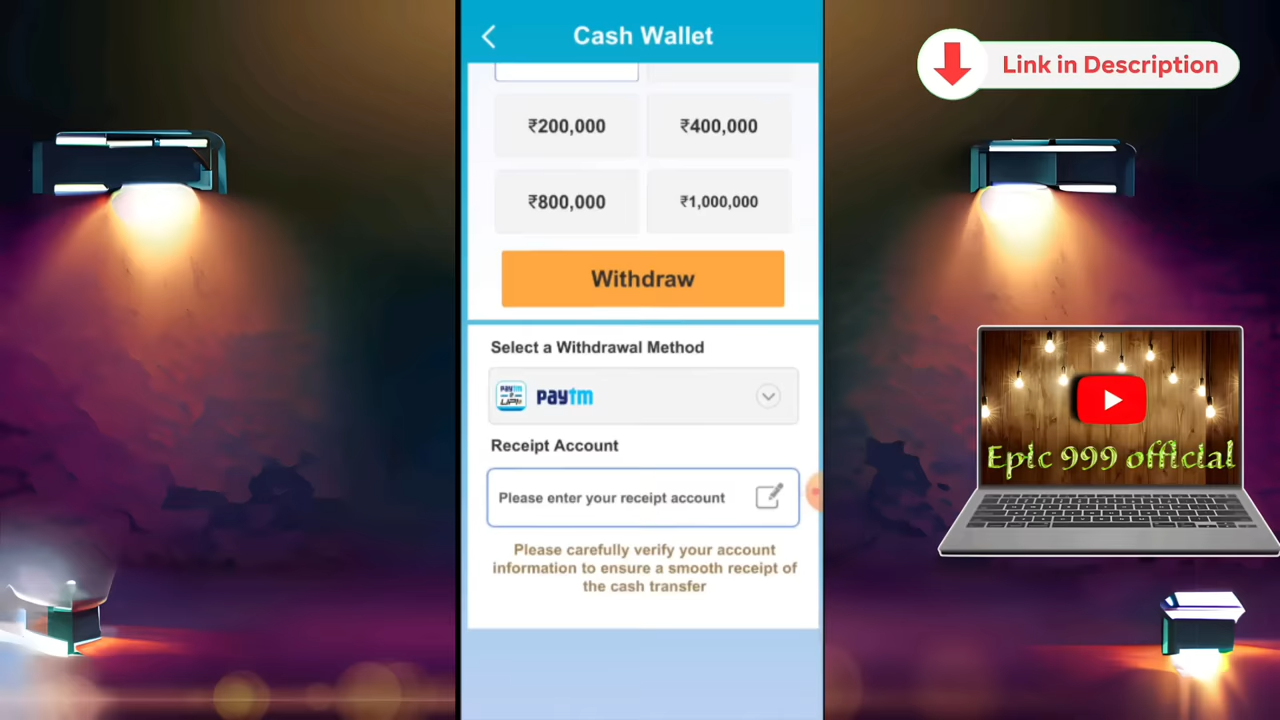 Cash Wallet
Link in Description
₹200,000
₹400,000
₹800,000
₹1,000,000
Withdraw
Select a Withdrawal Method
PAYTM
UPI
paytm
Receipt Account
Please enter your receipt account
Please carefully verify your account
information to ensure a smooth receipt of
the cash transfer
Epic 999 official